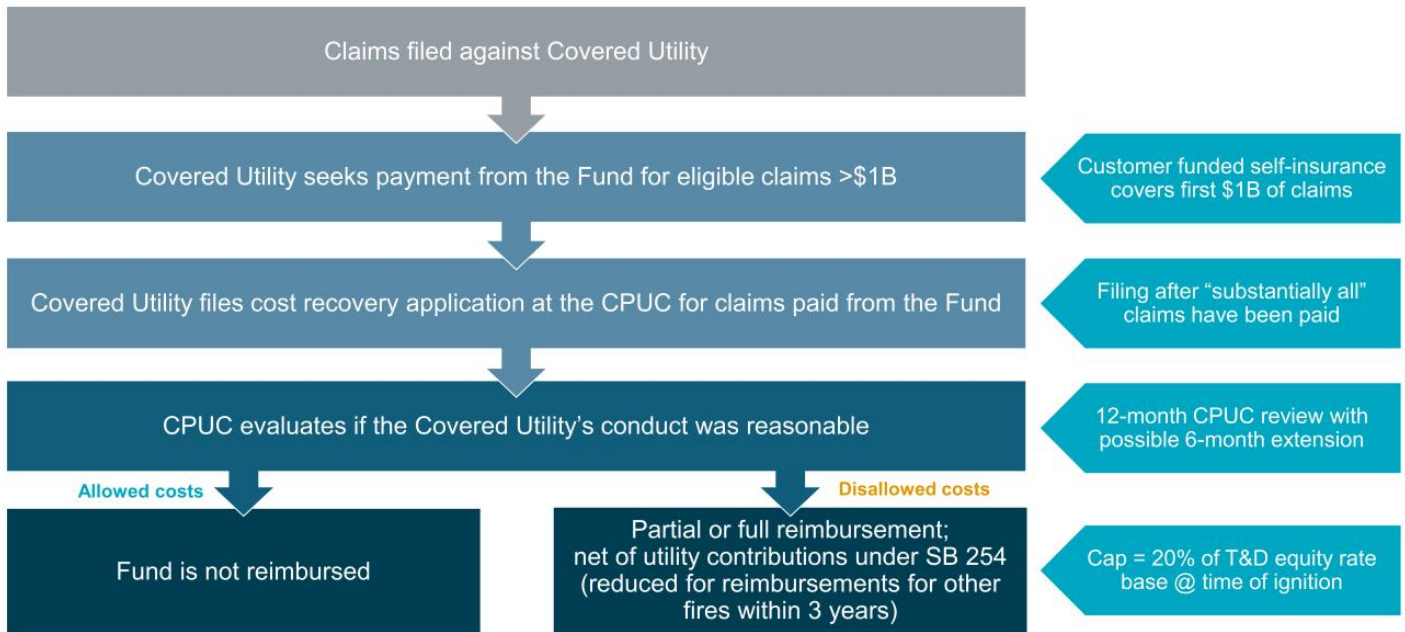 Claims filed against Covered Utility
Covered Utility seeks payment from the Fund for eligible claims >$1B
Customer funded self-insurance
covers first $1B of claims
Covered Utility files cost recovery application at the CPUC for claims paid from the Fund
Filing after “substantially all”
claims have been paid
CPUC evaluates if the Covered Utility’s conduct was reasonable
12-month CPUC review with
possible 6-month extension
Allowed costs
Disallowed costs
Fund is not reimbursed
Partial or full reimbursement;
net of utility contributions under SB 254
(reduced for reimbursements for other
fires within 3 years)
Cap = 20% of T&D equity rate
base @ time of ignition